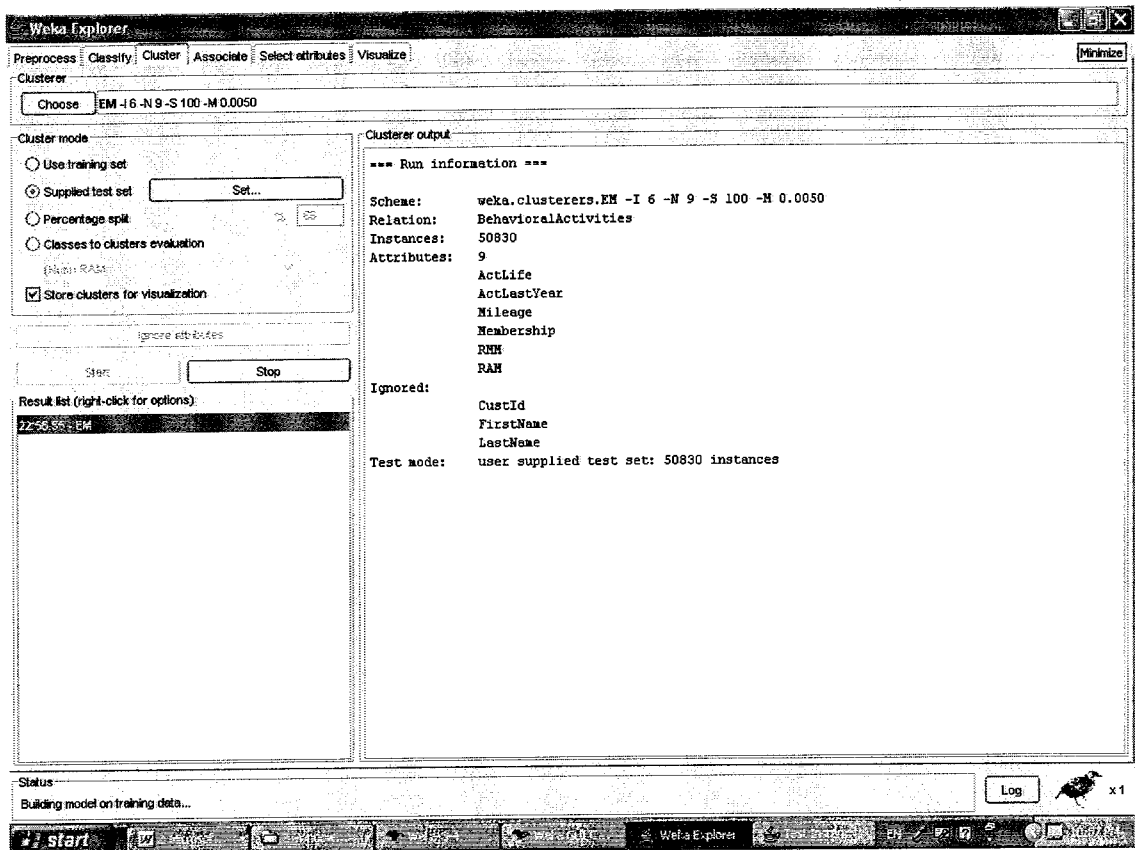 Weka Explorer
Preprocess Classify Cluster Associate Select attributes Visualize
Minimize
Clusterer
Choose EM -I 6 -N 9 -S 100 -M 0.0050
Cluster mode
Use training set
Supplied test set Set...
Percentage split %
Classes to clusters evaluation
(Num) RAM
Store clusters for visualization
Ignore attributes
Start Stop
Result list (right-click for options)
EM
Clusterer output
=== Run information ===
Scheme: weka.clusterers.EM -I 6 -N 9 -S 100 -M 0.0050
Relation: BehavioralActivities
Instances: 50830
Attributes: 9
ActLife
ActLastYear
Mileage
Membership
RMM
RAM
Ignored:
CustId
FirstName
LastName
Test mode: user supplied test set: 50830 instances
Status
Building model on training data...
Log x 1
start Weka Explorer EN